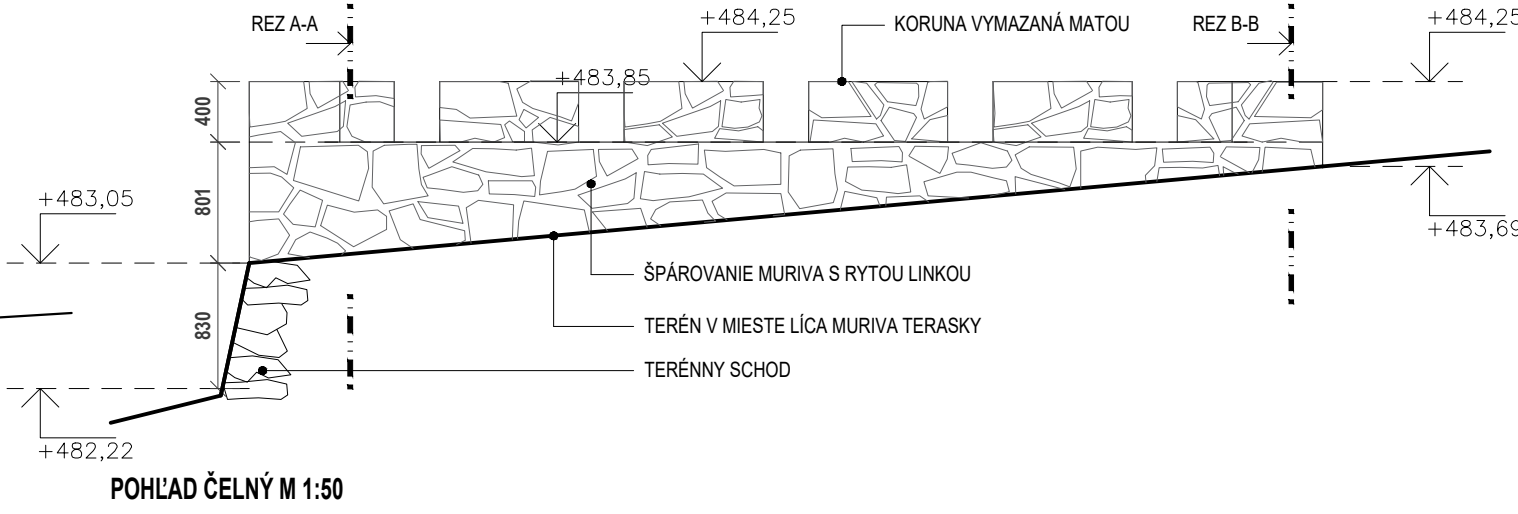 REZ A-A
+484,25
KORUNA VYMAZANÁ MATOU
REZ B-B
+484,25
+483,85
400
801
830
+483,05
+483,69
ŠPÁROVANIE MURIVA S RYTOU LINKOU
TERÉN V MIESTE LÍCA MURIVA TERASKY
TERÉNNY SCHOD
+482,22
POHĽAD ČELNÝ M 1:50